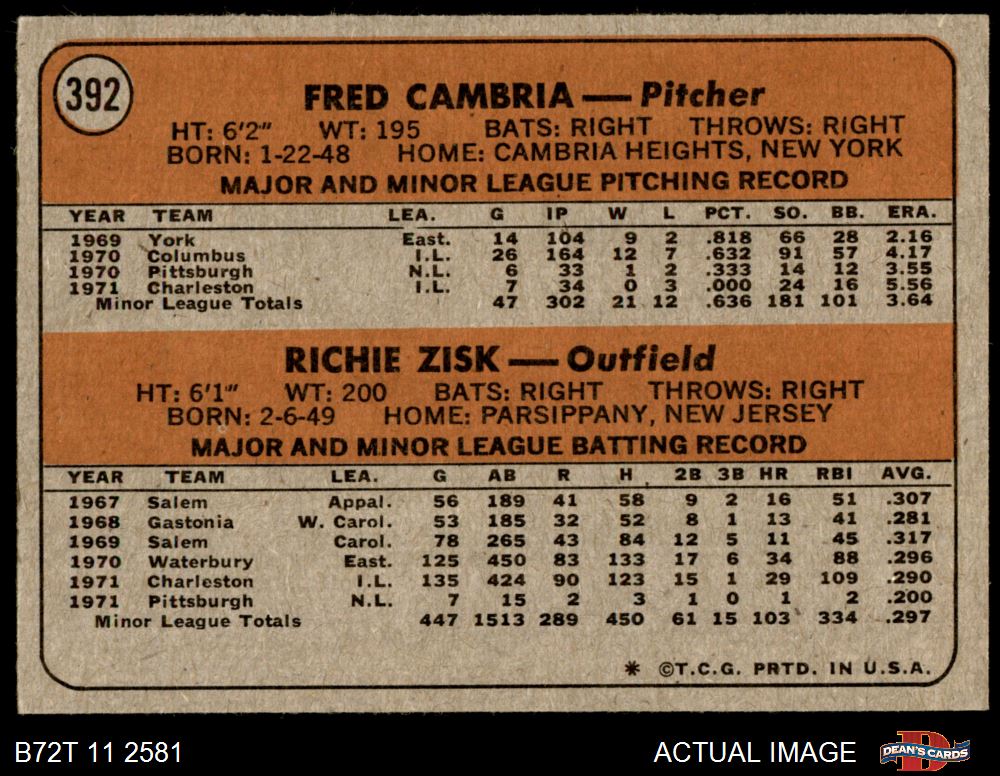 392
FRED CAMBRIA — Pitcher
HT: 6'2" WT: 195 BATS: RIGHT THROWS: RIGHT
BORN: 1-22-48 HOME: CAMBRIA HEIGHTS, NEW YORK
MAJOR AND MINOR LEAGUE PITCHING RECORD
YEAR TEAM LEA. G IP W L PCT. SO. BB. ERA.
1969 York East. 14 104 9 2 .818 66 28 2.16
1970 Columbus I.L. 26 164 12 7 .632 91 57 4.17
1970 Pittsburgh N.L. 6 33 1 2 .333 14 12 3.55
1971 Charleston I.L. 7 34 0 3 .000 24 16 5.56
Minor League Totals 47 302 21 12 .636 181 101 3.64
RICHIE ZISK — Outfield
HT: 6'1" WT: 200 BATS: RIGHT THROWS: RIGHT
BORN: 2-6-49 HOME: PARSIPPANY, NEW JERSEY
MAJOR AND MINOR LEAGUE BATTING RECORD
YEAR TEAM LEA. G AB R H 2B 3B HR RBI AVG.
1967 Salem Appal. 56 189 41 58 9 2 16 51 .307
1968 Gastonia W. Carol. 53 185 32 52 8 1 13 41 .281
1969 Salem Carol. 78 265 43 84 12 5 11 45 .317
1970 Waterbury East. 125 450 83 133 17 6 34 88 .296
1971 Charleston I.L. 135 424 90 123 15 1 29 109 .290
1971 Pittsburgh N.L. 7 15 2 3 1 0 1 2 .200
Minor League Totals 447 1513 289 450 61 15 103 334 .297
* ©T.C.G. PRTD. IN U.S.A.
B72T 11 2581 ACTUAL IMAGE DEAN'S CARDS